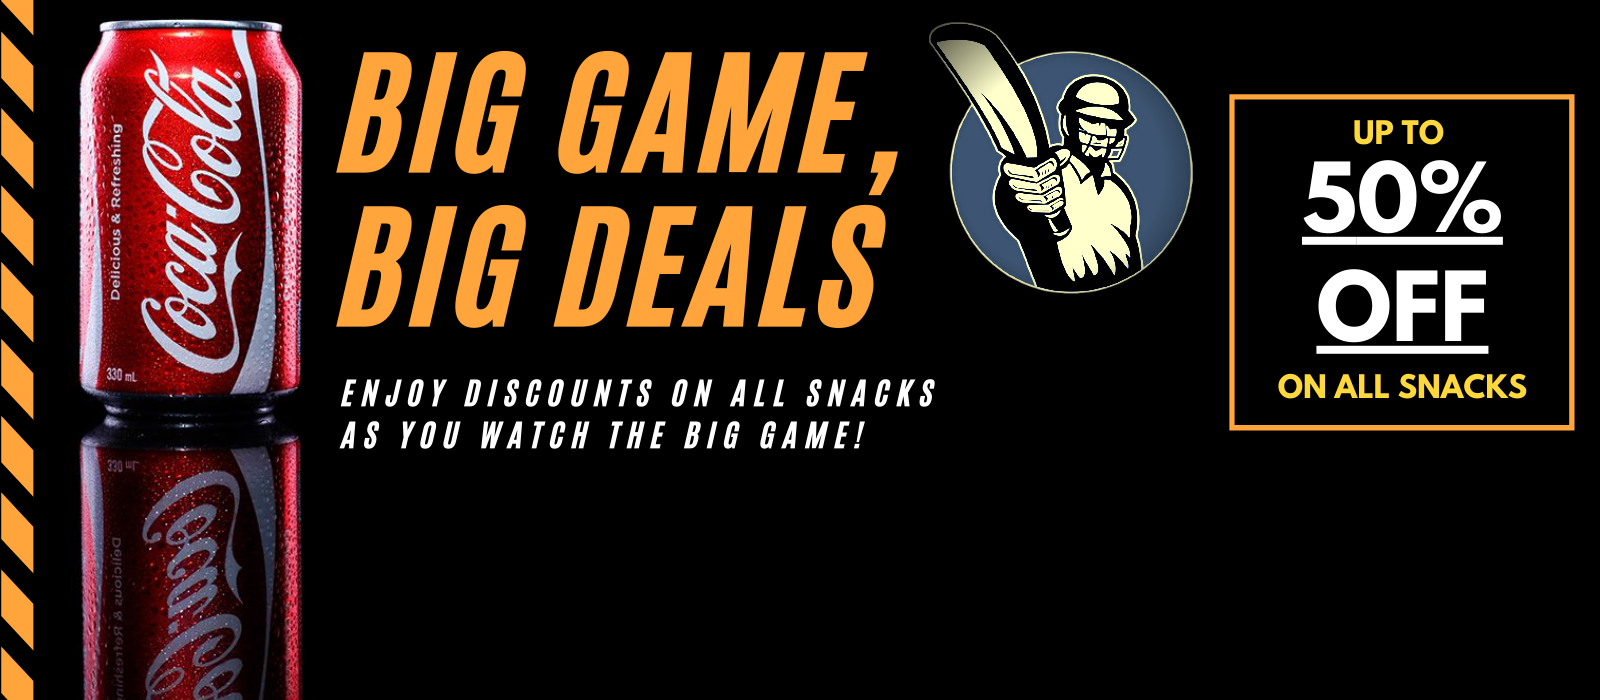 Coca-Cola
Delicious & Refreshing
330 mL
BIG GAME,
BIG DEALS
ENJOY DISCOUNTS ON ALL SNACKS
AS YOU WATCH THE BIG GAME!
UP TO
50%
OFF
ON ALL SNACKS